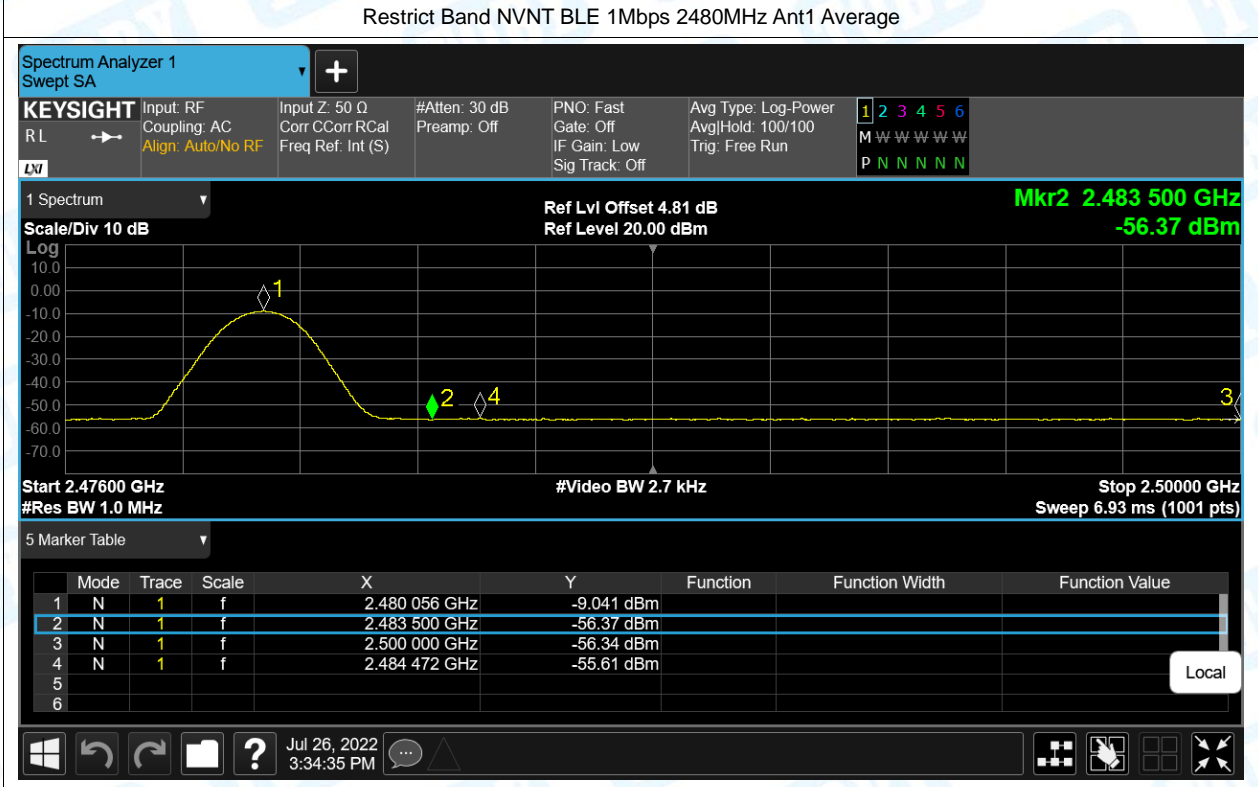 Restrict Band NVNT BLE 1Mbps 2480MHz Ant1 Average
Spectrum Analyzer 1
Swept SA
+
KEYSIGHT
R L
LXI
Input: RF
Coupling: AC
Align: Auto/No RF
Input Z: 50 Ω
Corr CCorr RCal
Freq Ref: Int (S)
#Atten: 30 dB
Preamp: Off
PNO: Fast
Gate: Off
IF Gain: Low
Sig Track: Off
Avg Type: Log-Power
Avg|Hold: 100/100
Trig: Free Run
1 2 3 4 5 6
M W W W W W
P N N N N N
1 Spectrum
Scale/Div 10 dB
Ref Lvl Offset 4.81 dB
Ref Level 20.00 dBm
Mkr2 2.483 500 GHz
-56.37 dBm
Log
10.0
0.00
-10.0
-20.0
-30.0
-40.0
-50.0
-60.0
-70.0
1
2
4
3
Start 2.47600 GHz
#Res BW 1.0 MHz
#Video BW 2.7 kHz
Stop 2.50000 GHz
Sweep 6.93 ms (1001 pts)
5 Marker Table
Mode Trace Scale X Y Function Function Width Function Value
1 N 1 f 2.480 056 GHz -9.041 dBm
2 N 1 f 2.483 500 GHz -56.37 dBm
3 N 1 f 2.500 000 GHz -56.34 dBm
4 N 1 f 2.484 472 GHz -55.61 dBm
5
6
Local
?
Jul 26, 2022
3:34:35 PM